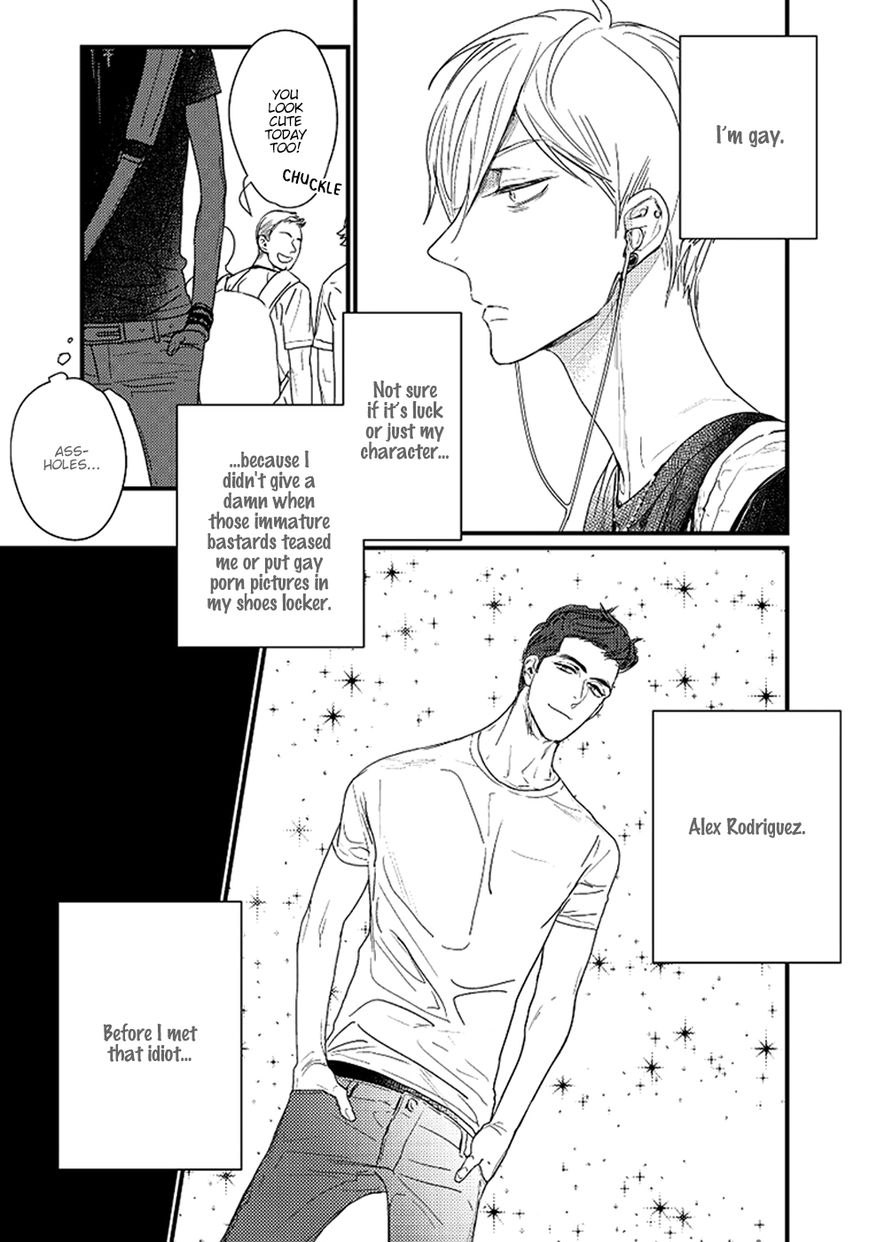 I'm gay.
YOU
LOOK
CUTE
TODAY
TOO!
CHUCKLE
ASS-
HOLES...
Not sure
if it's luck
or just my
character...
...because I
didn't give a
damn when
those immature
bastards teased
me or put gay
porn pictures in
my shoes locker.
Alex Rodriguez.
Before I met
that idiot...